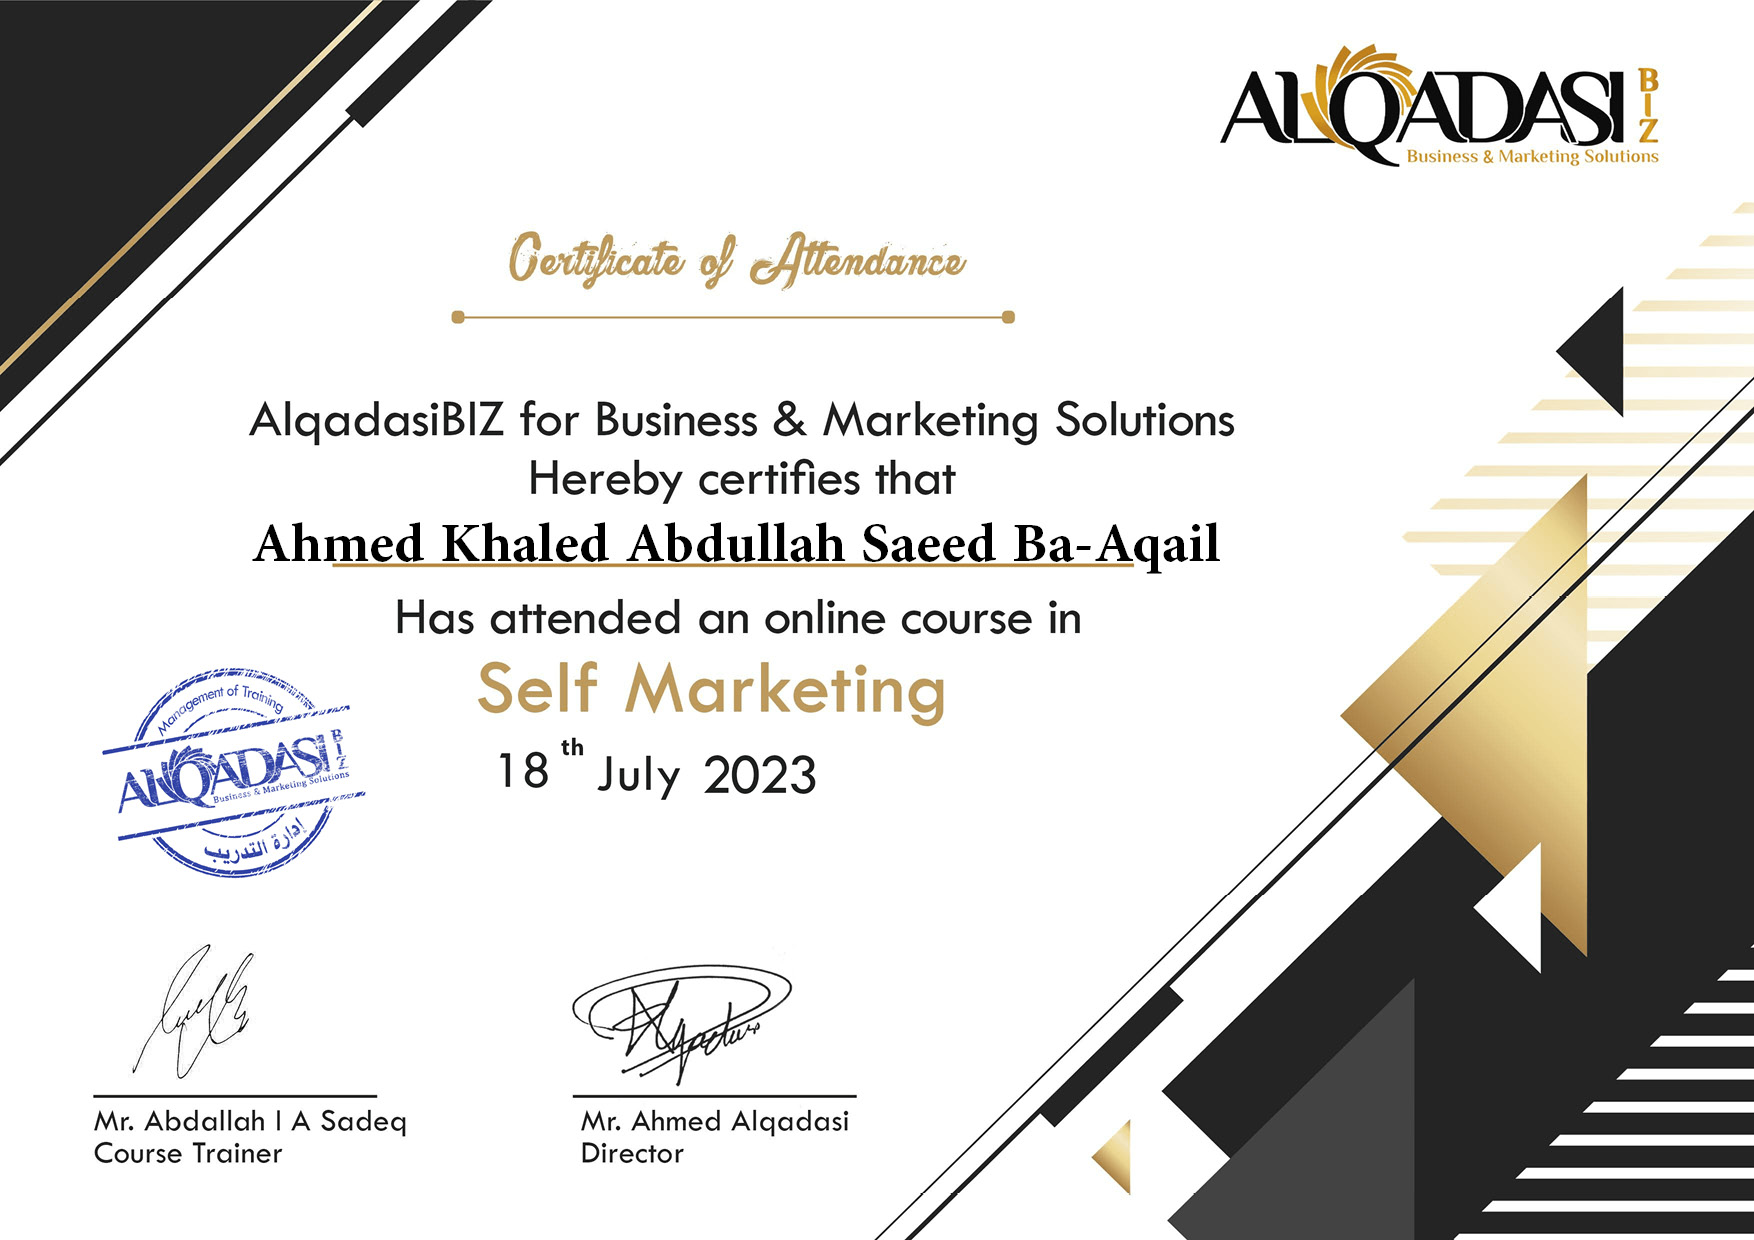 ALQADASI BIZ
Business & Marketing Solutions
Certificate of Attendance
AlqadasiBIZ for Business & Marketing Solutions
Hereby certifies that
Ahmed Khaled Abdullah Saeed Ba-Aqail
Has attended an online course in
Self Marketing
18th July 2023
Management of Training
ALQADASI BIZ
Business & Marketing Solutions
إدارة التدريب
Mr. Abdallah I A Sadeq
Course Trainer
Mr. Ahmed Alqadasi
Director